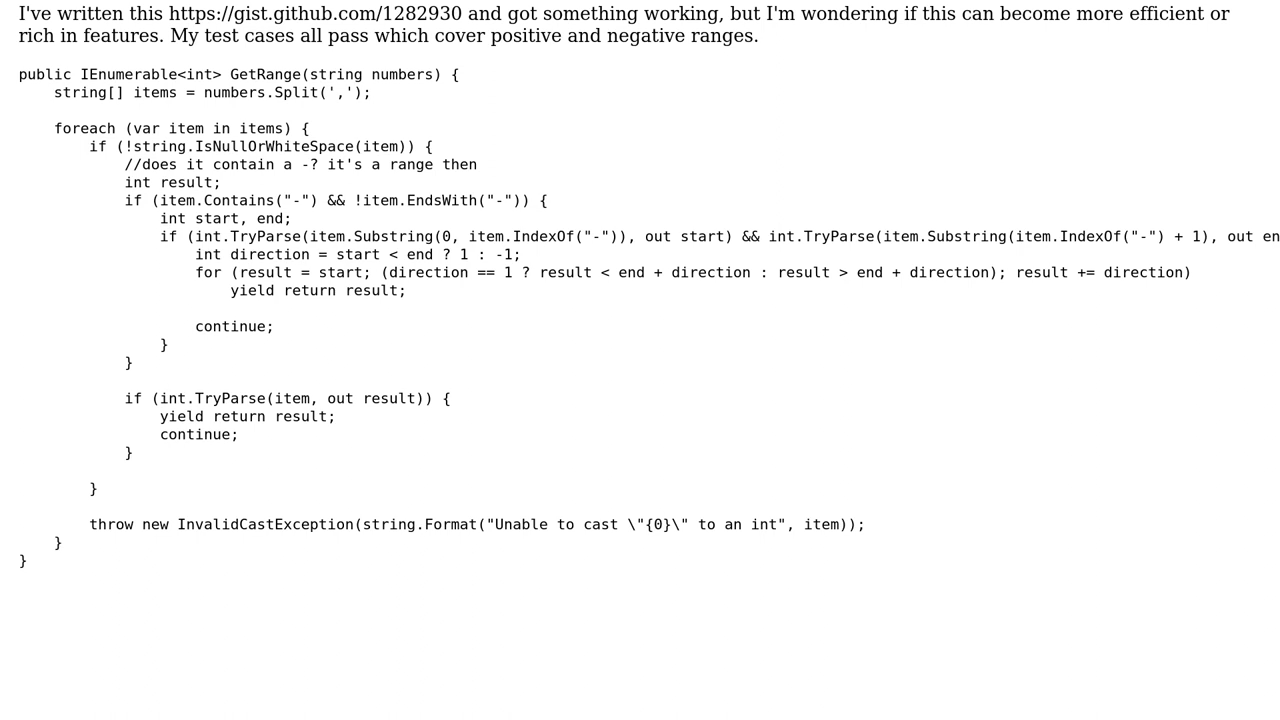 I've written this https://gist.github.com/1282930 and got something working, but I'm wondering if this can become more efficient or
rich in features. My test cases all pass which cover positive and negative ranges.
public IEnumerable<int> GetRange(string numbers) {
    string[] items = numbers.Split(',');
    foreach (var item in items) {
        if (!string.IsNullOrWhiteSpace(item)) {
            //does it contain a -? it's a range then
            int result;
            if (item.Contains("-") && !item.EndsWith("-")) {
                int start, end;
                if (int.TryParse(item.Substring(0, item.IndexOf("-")), out start) && int.TryParse(item.Substring(item.IndexOf("-") + 1), out en
                    int direction = start < end ? 1 : -1;
                    for (result = start; (direction == 1 ? result < end + direction : result > end + direction); result += direction)
                        yield return result;
                    continue;
                }
            }
            if (int.TryParse(item, out result)) {
                yield return result;
                continue;
            }
        }
        throw new InvalidCastException(string.Format("Unable to cast \"{0}\" to an int", item));
    }
}